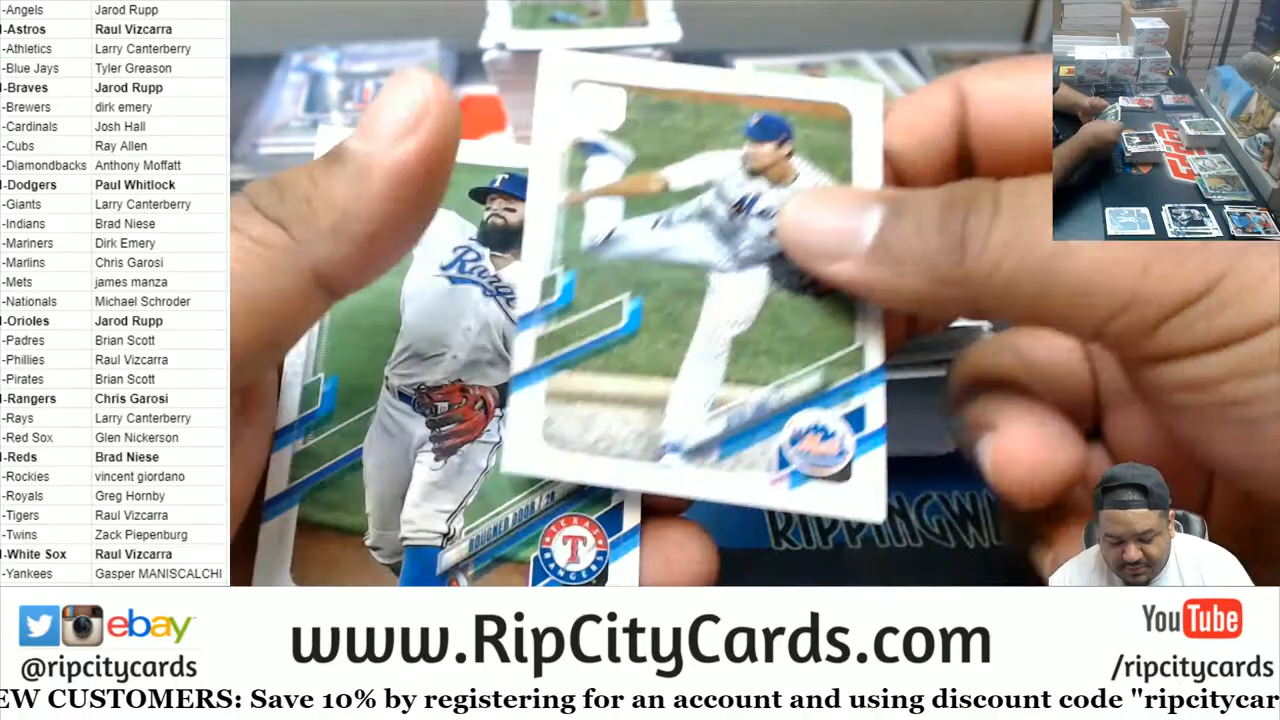 -Angels Jarod Rupp
-Astros Raul Vizcarra
-Athletics Larry Canterberry
-Blue Jays Tyler Greason
-Braves Jarod Rupp
-Brewers dirk emery
-Cardinals Josh Hall
-Cubs Ray Allen
-Diamondbacks Anthony Moffatt
-Dodgers Paul Whitlock
-Giants Larry Canterberry
-Indians Brad Niese
-Mariners Dirk Emery
-Marlins Chris Garosi
-Mets james manza
-Nationals Michael Schroder
-Orioles Jarod Rupp
-Padres Brian Scott
-Phillies Raul Vizcarra
-Pirates Brian Scott
-Rangers Chris Garosi
-Rays Larry Canterberry
-Red Sox Glen Nickerson
-Reds Brad Niese
-Rockies vincent giordano
-Royals Greg Hornby
-Tigers Raul Vizcarra
-Twins Zack Piepenburg
-White Sox Raul Vizcarra
-Yankees Gasper MANISCALCHI
T
ROUGNED ODOR / 2B
TEXAS
T
RANGERS
Mets
RIPPINGW
ebay
@ripcitycards
www.RipCityCards.com
YouTube
/ripcitycards
EW CUSTOMERS: Save 10% by registering for an account and using discount code "ripcitycar